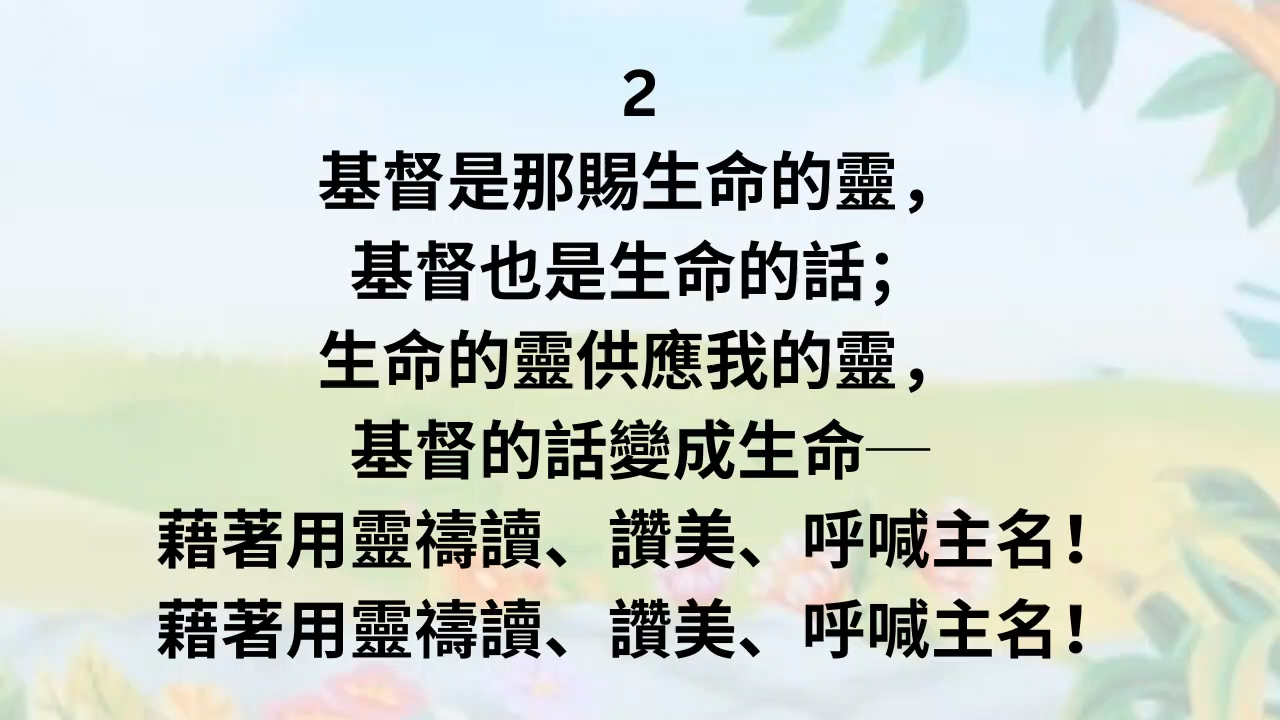 2
基督是那賜生命的靈，
基督也是生命的話；
生命的靈供應我的靈，
基督的話變成生命─
藉著用靈禱讀、讚美、呼喊主名！
藉著用靈禱讀、讚美、呼喊主名！